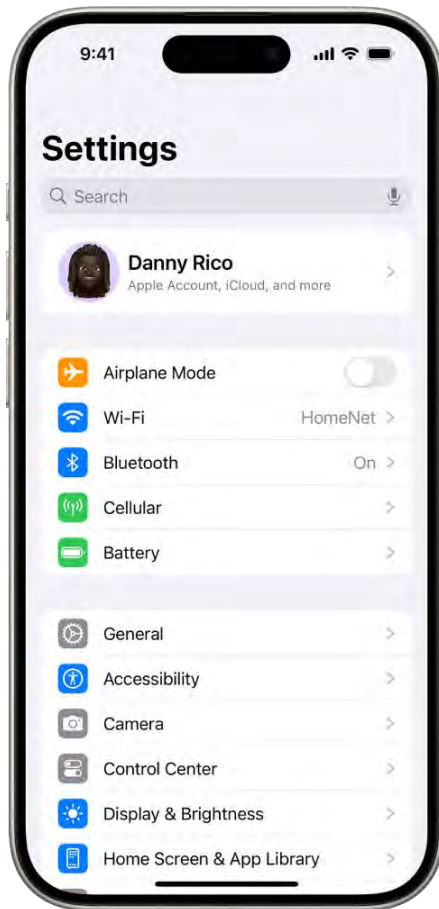 9:41
Settings
Search
Danny Rico
Apple Account, iCloud, and more
Airplane Mode
Wi-Fi HomeNet
Bluetooth On
Cellular
Battery
General
Accessibility
Camera
Control Center
Display & Brightness
Home Screen & App Library